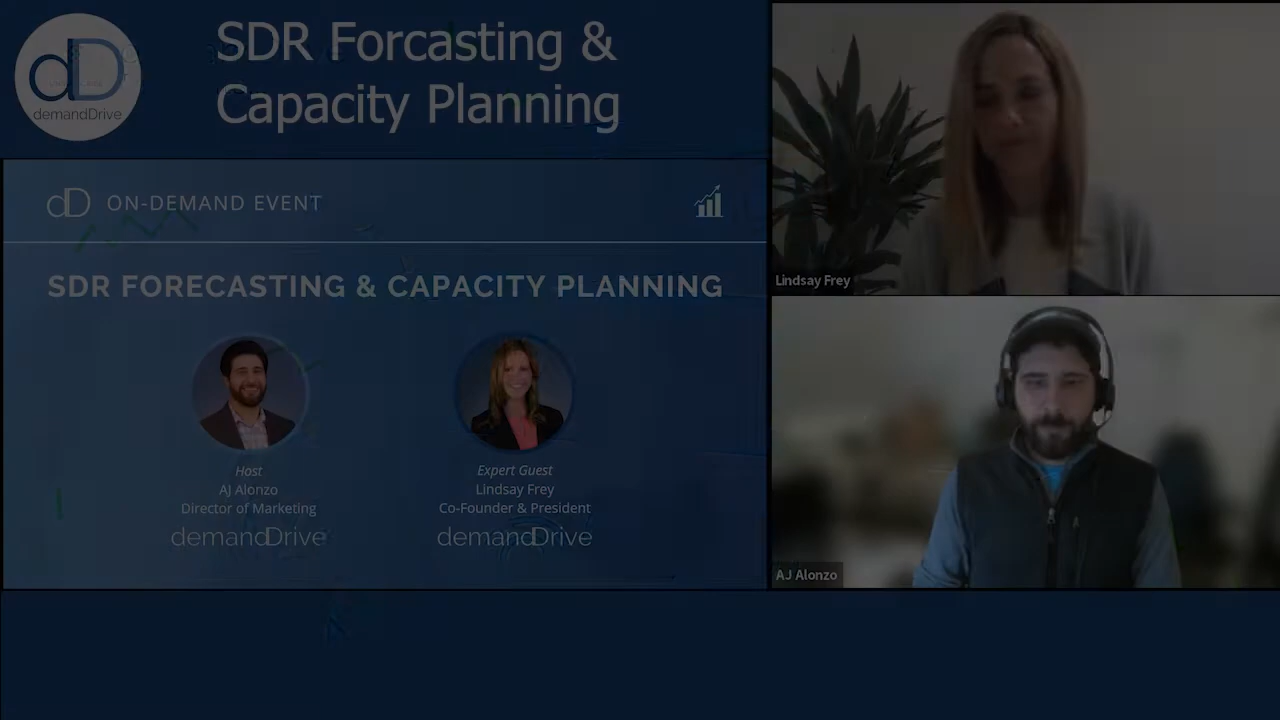 SDR Forcasting &
Capacity Planning
dD
demandDrive
dD ON-DEMAND EVENT
SDR FORECASTING & CAPACITY PLANNING
Host
AJ Alonzo
Director of Marketing
demandDrive
Expert Guest
Lindsay Frey
Co-Founder & President
demandDrive
Lindsay Frey
AJ Alonzo